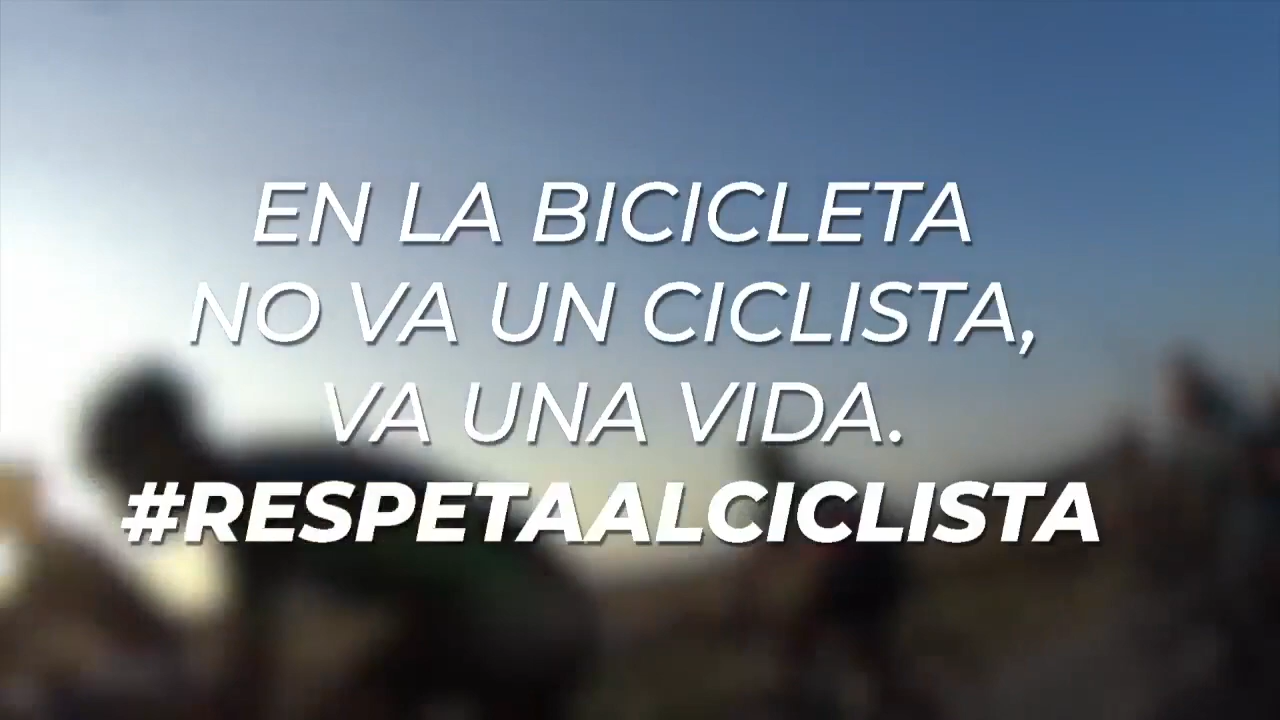 EN LA BICICLETA
NO VA UN CICLISTA,
VA UNA VIDA.
#RESPETAALCICLISTA